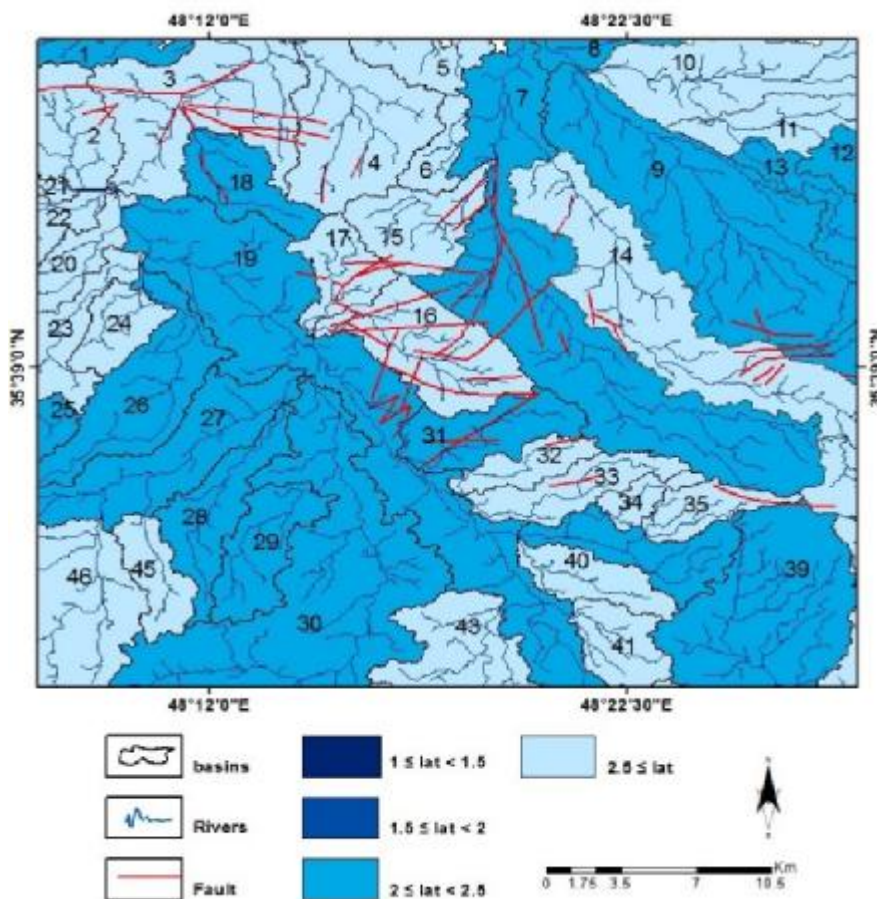 48°12'0"E 48°22'30"E
1 8
5 10
3
7
11
2
4 6 9 13 12
21 18
22 17 15
20 19 14
23 24 16
35°39'0"N 35°39'0"N
25 26
27 31
32
33
34 35
28
29
46 45 40 39
30 43 41
48°12'0"E 48°22'30"E
basins 1 ≤ lat < 1.5 2.5 ≤ lat
Rivers 1.5 ≤ lat < 2
Fault 2 ≤ lat < 2.5
Km
0 1.75 3.5 7 10.5